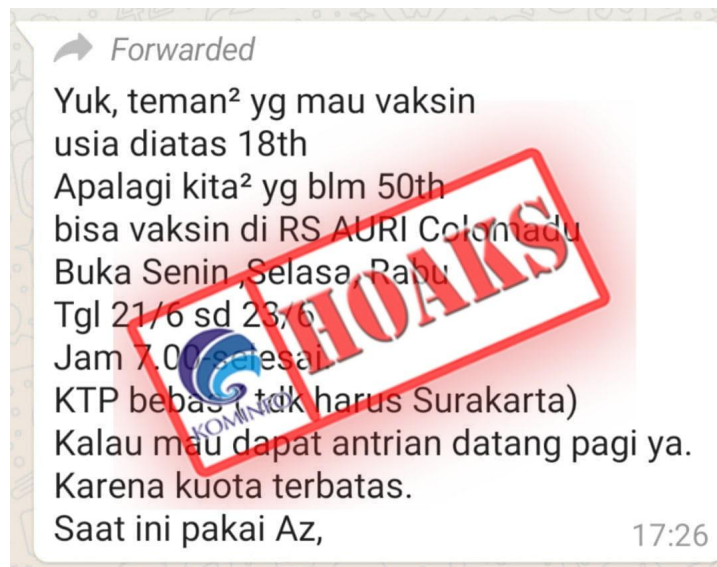 Forwarded
Yuk, teman² yg mau vaksin
usia diatas 18th
Apalagi kita² yg blm 50th
bisa vaksin di RS AURI Colomadu
Buka Senin ,Selasa, Rabu
Tgl 21/6 sd 23/6
Jam 7.00-selesai.
KTP bebas ( tdk harus Surakarta)
Kalau mau dapat antrian datang pagi ya.
Karena kuota terbatas.
Saat ini pakai Az,
17:26
HOAKS
KOMINFO